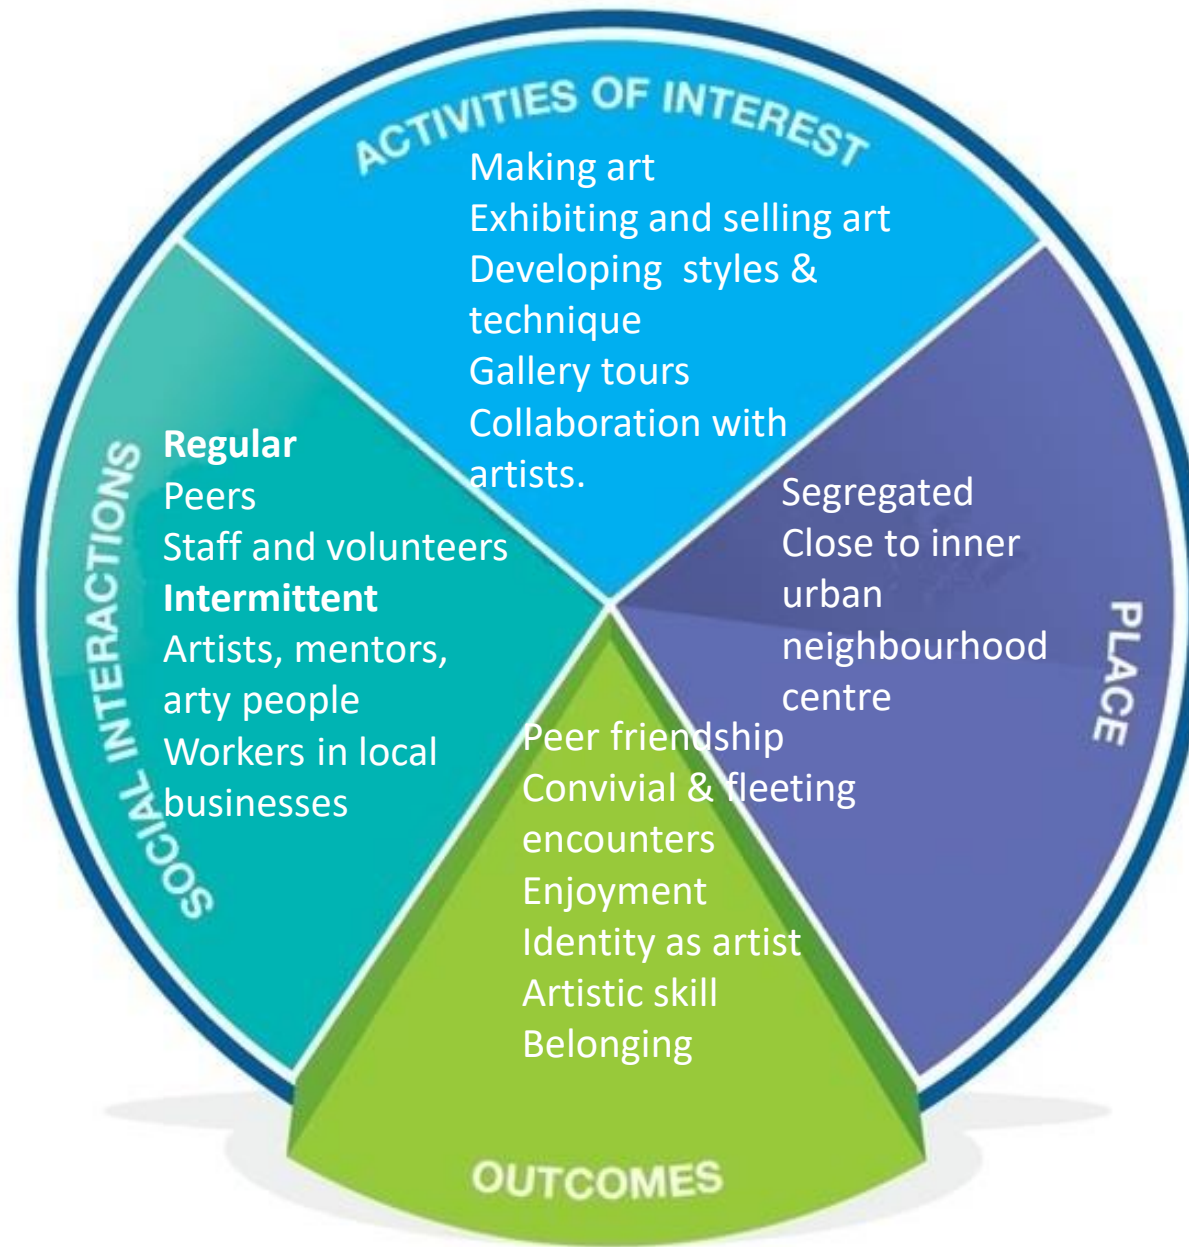 ACTIVITIES OF INTEREST
Making art
Exhibiting and selling art
Developing styles &
technique
Gallery tours
Collaboration with
artists.
SOCIAL INTERACTIONS
Regular
Peers
Staff and volunteers
Intermittent
Artists, mentors,
arty people
Workers in local
businesses
PLACE
Segregated
Close to inner
urban
neighbourhood
centre
Peer friendship
Convivial & fleeting
encounters
Enjoyment
Identity as artist
Artistic skill
Belonging
OUTCOMES